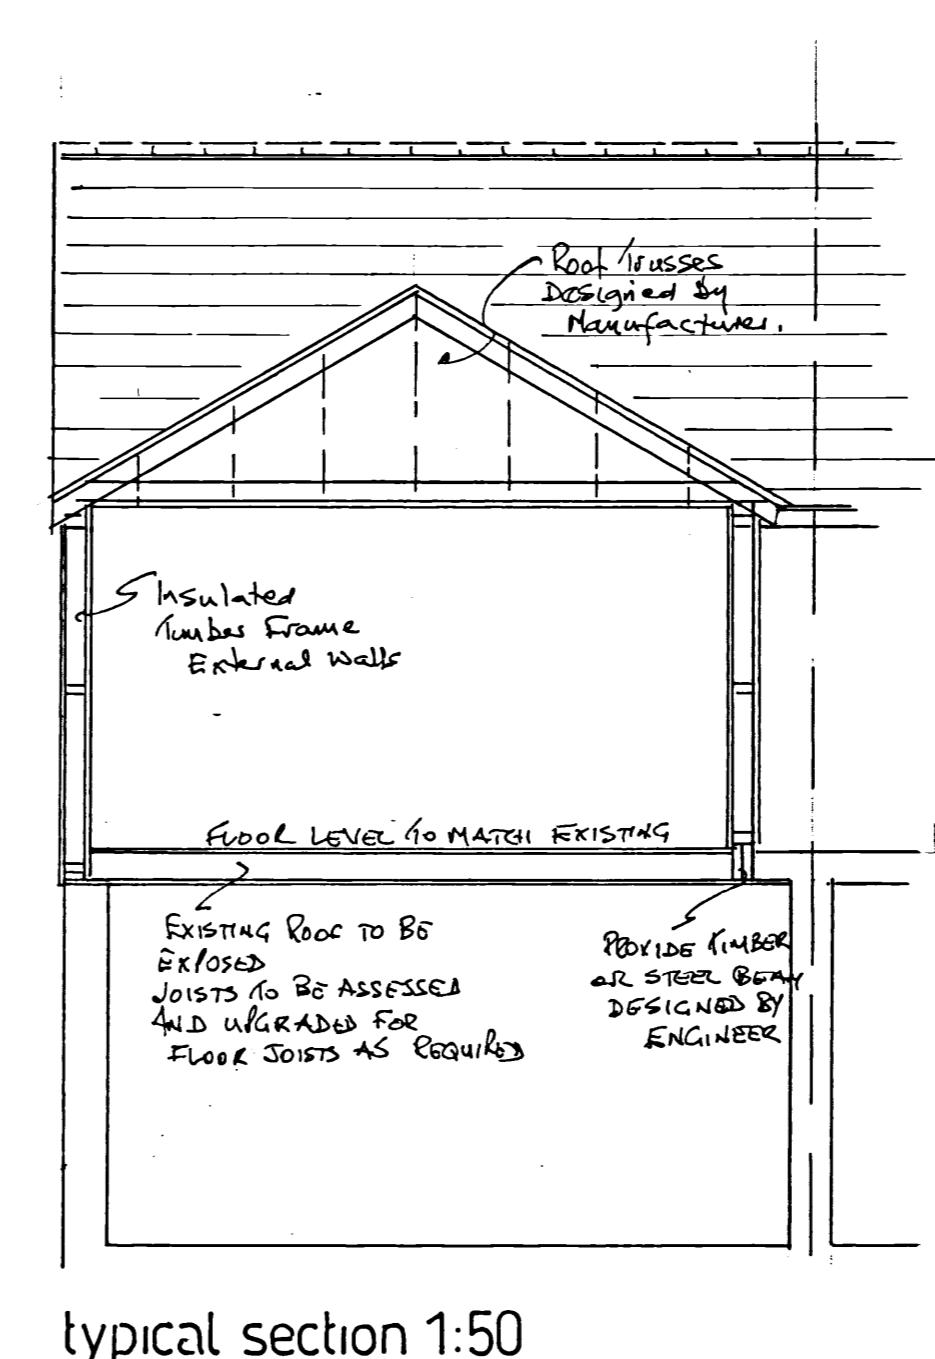 Roof Trusses
Designed By
Manufacturer.
Insulated
Timber Frame
External Walls
FLOOR LEVEL TO MATCH EXISTING
EXISTING ROOF TO BE
EXPOSED
JOISTS TO BE ASSESSED
AND UPGRADED FOR
FLOOR JOISTS AS REQUIRED
PROVIDE TIMBER
OR STEEL BEAM
DESIGNED BY
ENGINEER
typical section 1:50